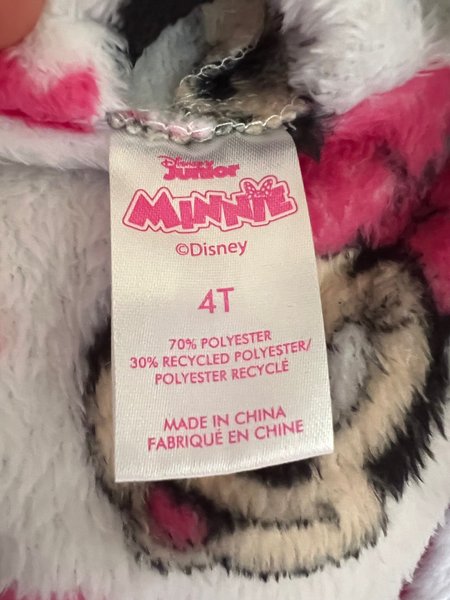 Disney
Junior
MINNIE
©Disney
4T
70% POLYESTER
30% RECYCLED POLYESTER/
POLYESTER RECYCLÉ
MADE IN CHINA
FABRIQUÉ EN CHINE